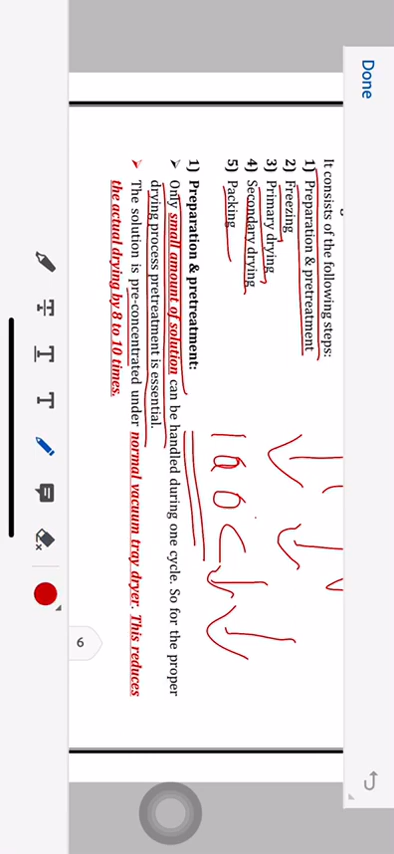 Done
It consists of the following steps:
1) Preparation & pretreatment
2) Freezing
3) Primary drying
4) Secondary drying
5) Packing
1) Preparation & pretreatment:
➢ Only small amount of solution can be handled during one cycle. So for the proper
drying process pretreatment is essential.
➢ The solution is pre-concentrated under normal vacuum tray dryer. This reduces
the actual drying by 8 to 10 times.
6
T
T
T